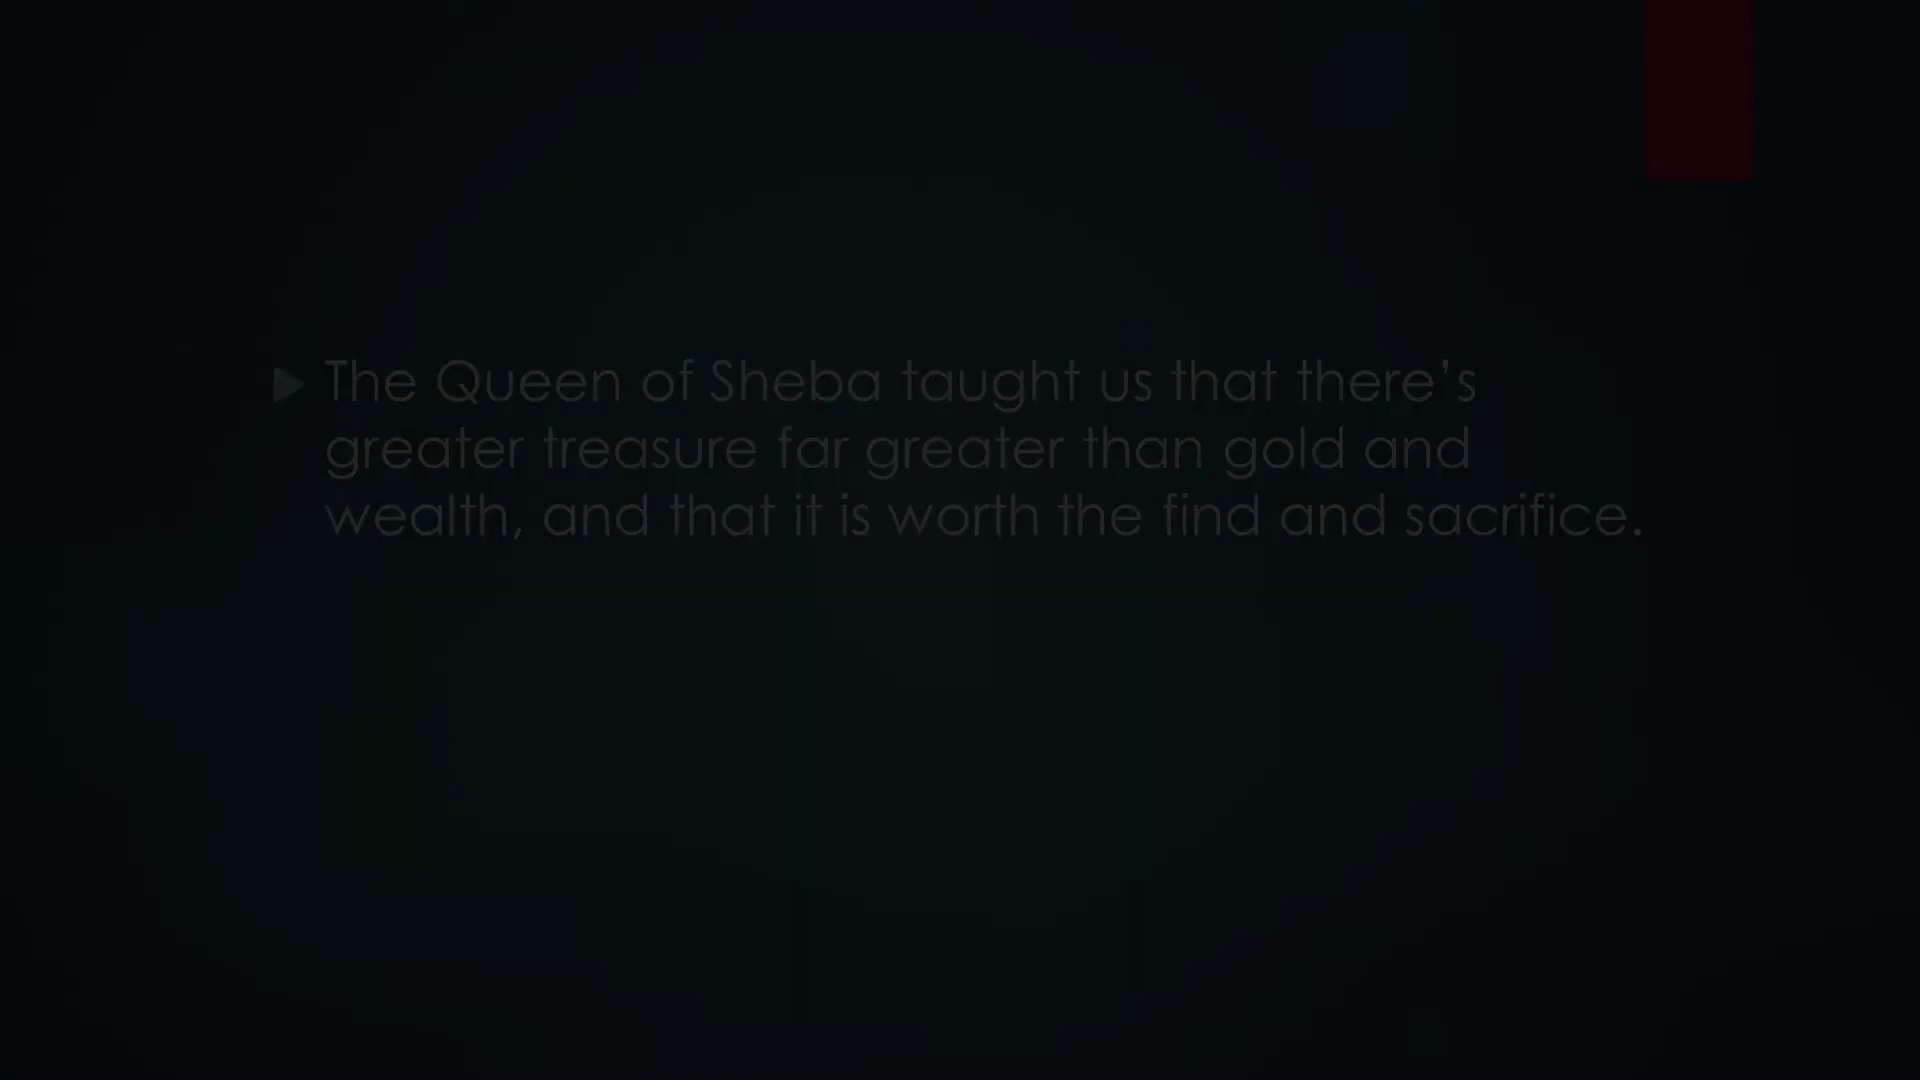 The Queen of Sheba taught us that there’s
greater treasure far greater than gold and
wealth, and that it is worth the find and sacrifice.